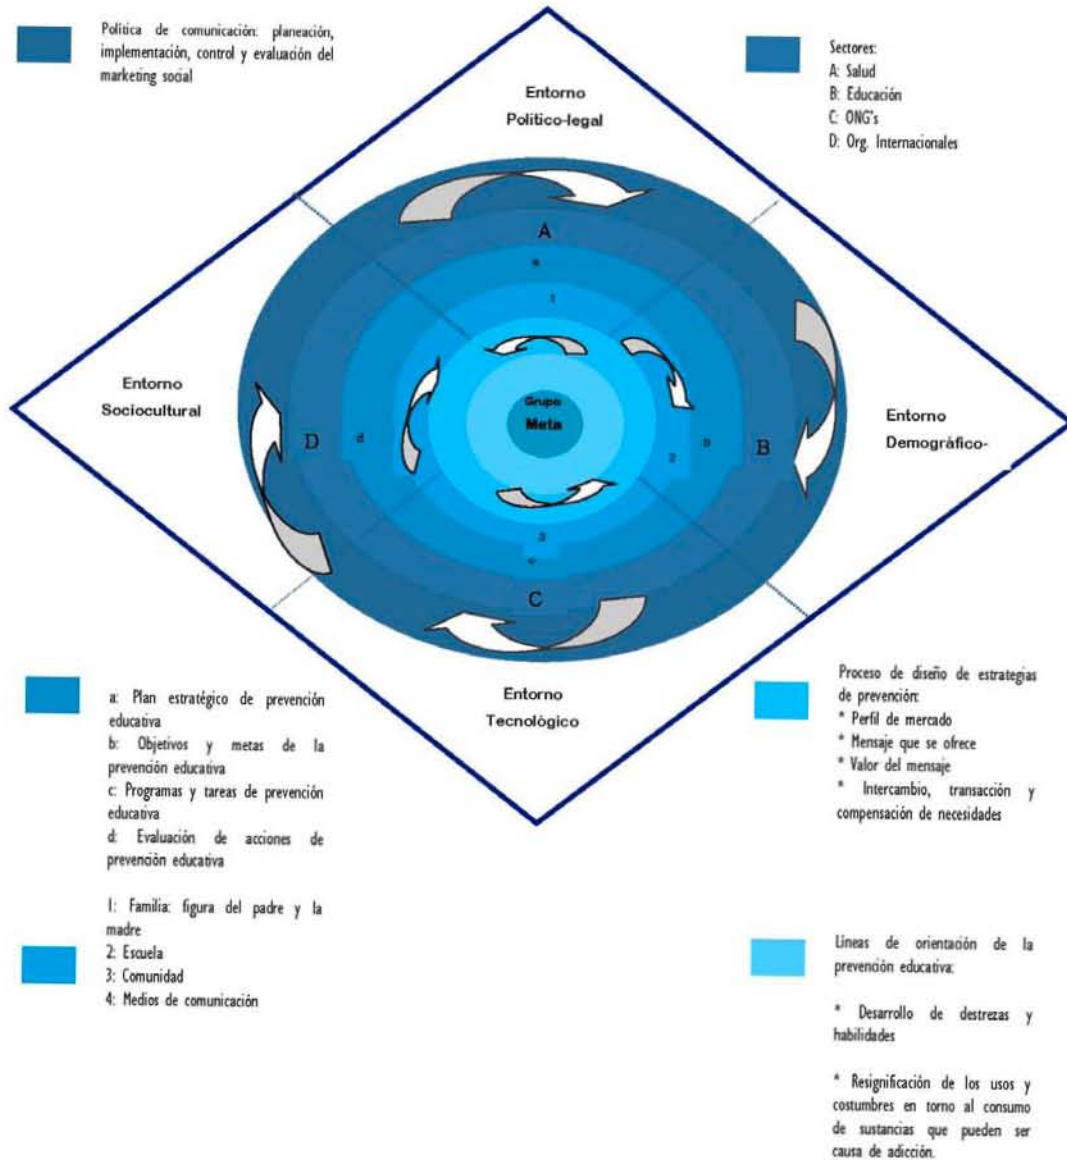 Política de comunicación: planeación,
implementación, control y evaluación del
marketing social
Sectores:
A: Salud
B: Educación
C: ONG's
D: Org. Internacionales
Entorno
Político-legal
Entorno
Sociocultural
Entorno
Demográfico-
Entorno
Tecnológico
A
1
Grupo
Meta
D
d
2
B
3
c
C
a: Plan estratégico de prevención
educativa
b: Objetivos y metas de la
prevención educativa
c: Programas y tareas de prevención
educativa
d: Evaluación de acciones de
prevención educativa
1: Familia: figura del padre y la
madre
2: Escuela
3: Comunidad
4: Medios de comunicación
Proceso de diseño de estrategias
de prevención:
* Perfil de mercado
* Mensaje que se ofrece
* Valor del mensaje
* Intercambio, transacción y
compensación de necesidades
Líneas de orientación de la
prevención educativa:
* Desarrollo de destrezas y
habilidades
* Resignificación de los usos y
costumbres en torno al consumo
de sustancias que pueden ser
causa de adicción.